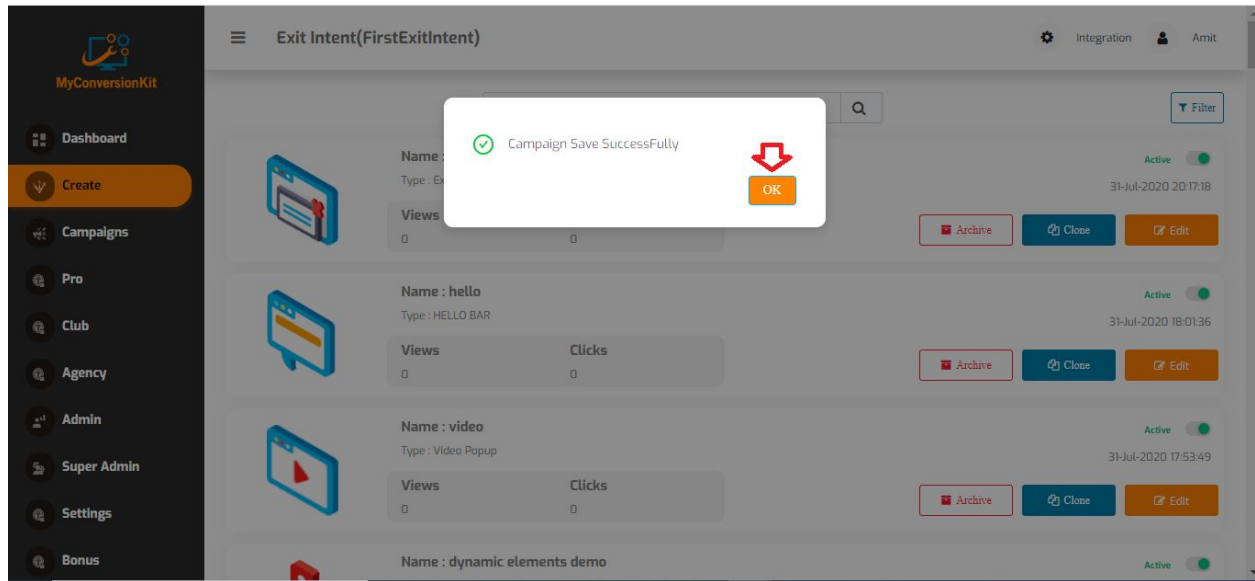 MyConversionKit
Exit Intent(FirstExitIntent)
Integration
Amit
Filter
Dashboard
Create
Campaigns
Pro
Club
Agency
Admin
Super Admin
Settings
Bonus
Campaign Save SuccessFully
OK
Name :
Type : Ex
Views
0
0
Active
31-Jul-2020 20:17:18
Archive
Clone
Edit
Name : hello
Type : HELLO BAR
Views Clicks
0 0
Active
31-Jul-2020 18:01:36
Archive
Clone
Edit
Name : video
Type : Video Popup
Views Clicks
0 0
Active
31-Jul-2020 17:53:49
Archive
Clone
Edit
Name : dynamic elements demo
Active